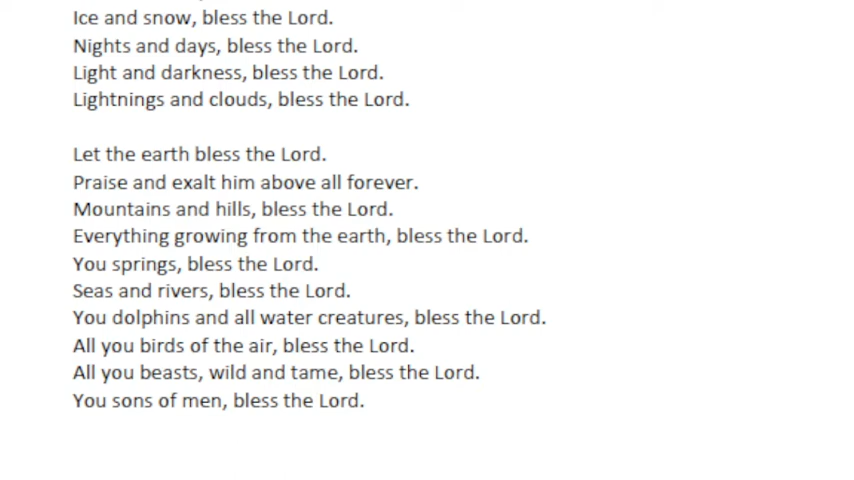 Ice and snow, bless the Lord.
Nights and days, bless the Lord.
Light and darkness, bless the Lord.
Lightnings and clouds, bless the Lord.
Let the earth bless the Lord.
Praise and exalt him above all forever.
Mountains and hills, bless the Lord.
Everything growing from the earth, bless the Lord.
You springs, bless the Lord.
Seas and rivers, bless the Lord.
You dolphins and all water creatures, bless the Lord.
All you birds of the air, bless the Lord.
All you beasts, wild and tame, bless the Lord.
You sons of men, bless the Lord.